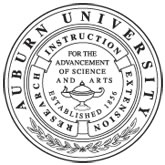 AUBURN UNIVERSITY
INSTRUCTION
RESEARCH
EXTENSION
FOR THE
ADVANCEMENT
OF SCIENCE
AND ARTS
ESTABLISHED 1856